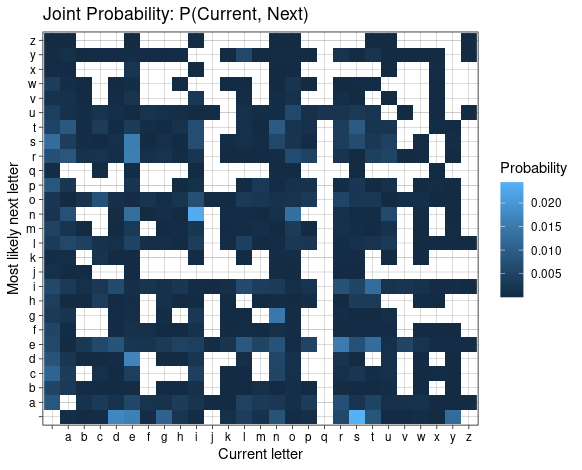 Joint Probability: P(Current, Next)
Most likely next letter
z
y
x
w
v
u
t
s
r
q
p
o
n
m
l
k
j
i
h
g
f
e
d
c
b
a
a b c d e f g h i j k l m n o p q r s t u v w x y z
Current letter
Probability
0.020
0.015
0.010
0.005